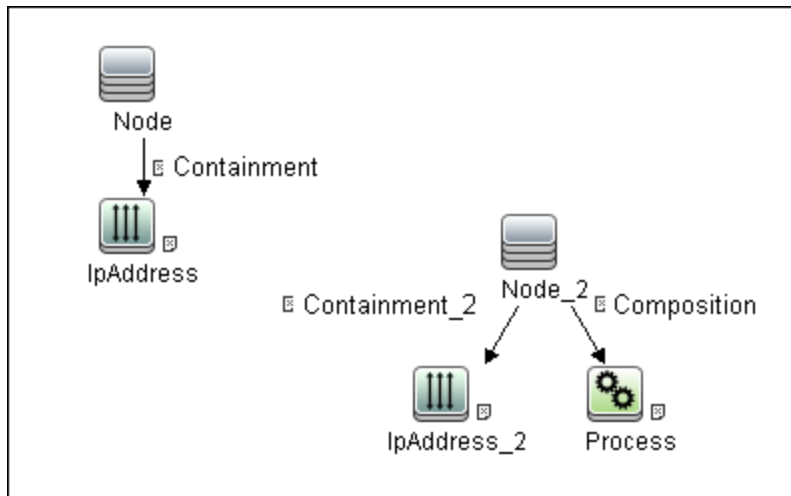 Node
Containment
IpAddress
Node_2
Containment_2
Composition
IpAddress_2
Process